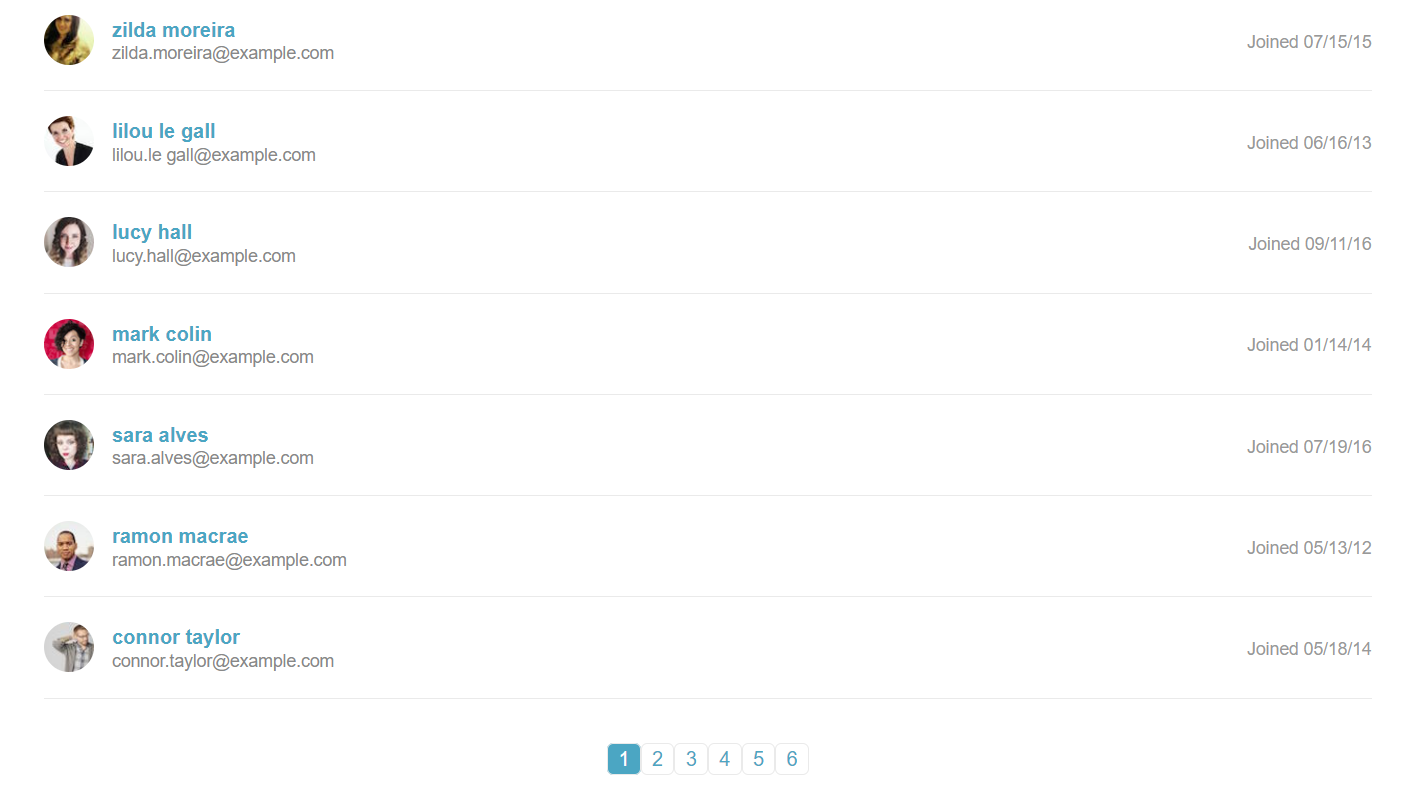 zilda moreira
zilda.moreira@example.com
Joined 07/15/15
lilou le gall
lilou.le gall@example.com
Joined 06/16/13
lucy hall
lucy.hall@example.com
Joined 09/11/16
mark colin
mark.colin@example.com
Joined 01/14/14
sara alves
sara.alves@example.com
Joined 07/19/16
ramon macrae
ramon.macrae@example.com
Joined 05/13/12
connor taylor
connor.taylor@example.com
Joined 05/18/14
1 2 3 4 5 6